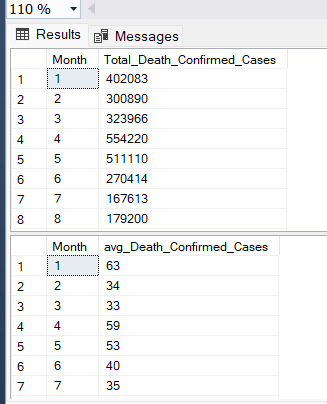 110 %
Results Messages
Month Total_Death_Confirmed_Cases
1 1 402083
2 2 300890
3 3 323966
4 4 554220
5 5 511110
6 6 270414
7 7 167613
8 8 179200
Month avg_Death_Confirmed_Cases
1 1 63
2 2 34
3 3 33
4 4 59
5 5 53
6 6 40
7 7 35